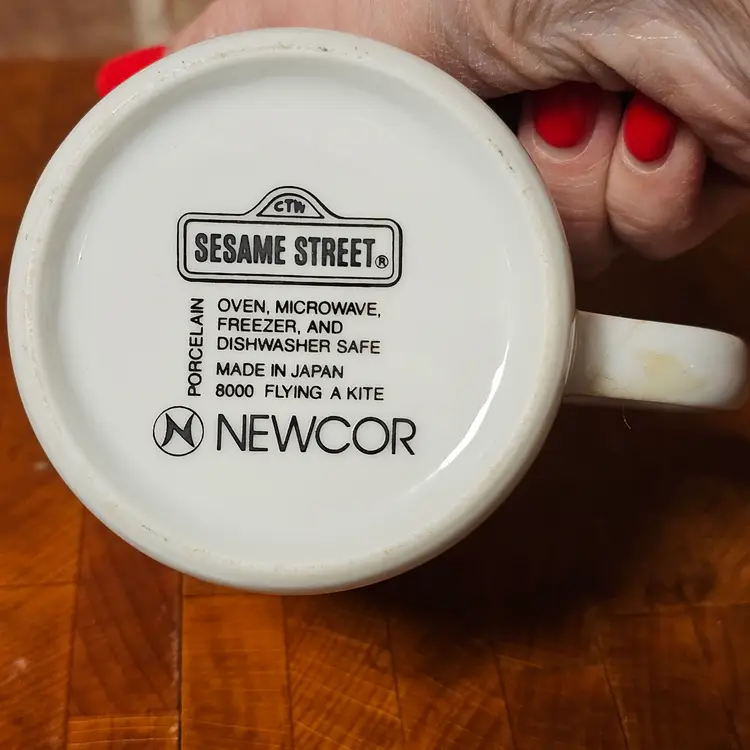 CTW
SESAME STREET®
PORCELAIN
OVEN, MICROWAVE,
FREEZER, AND
DISHWASHER SAFE
MADE IN JAPAN
8000 FLYING A KITE
N NEWCOR